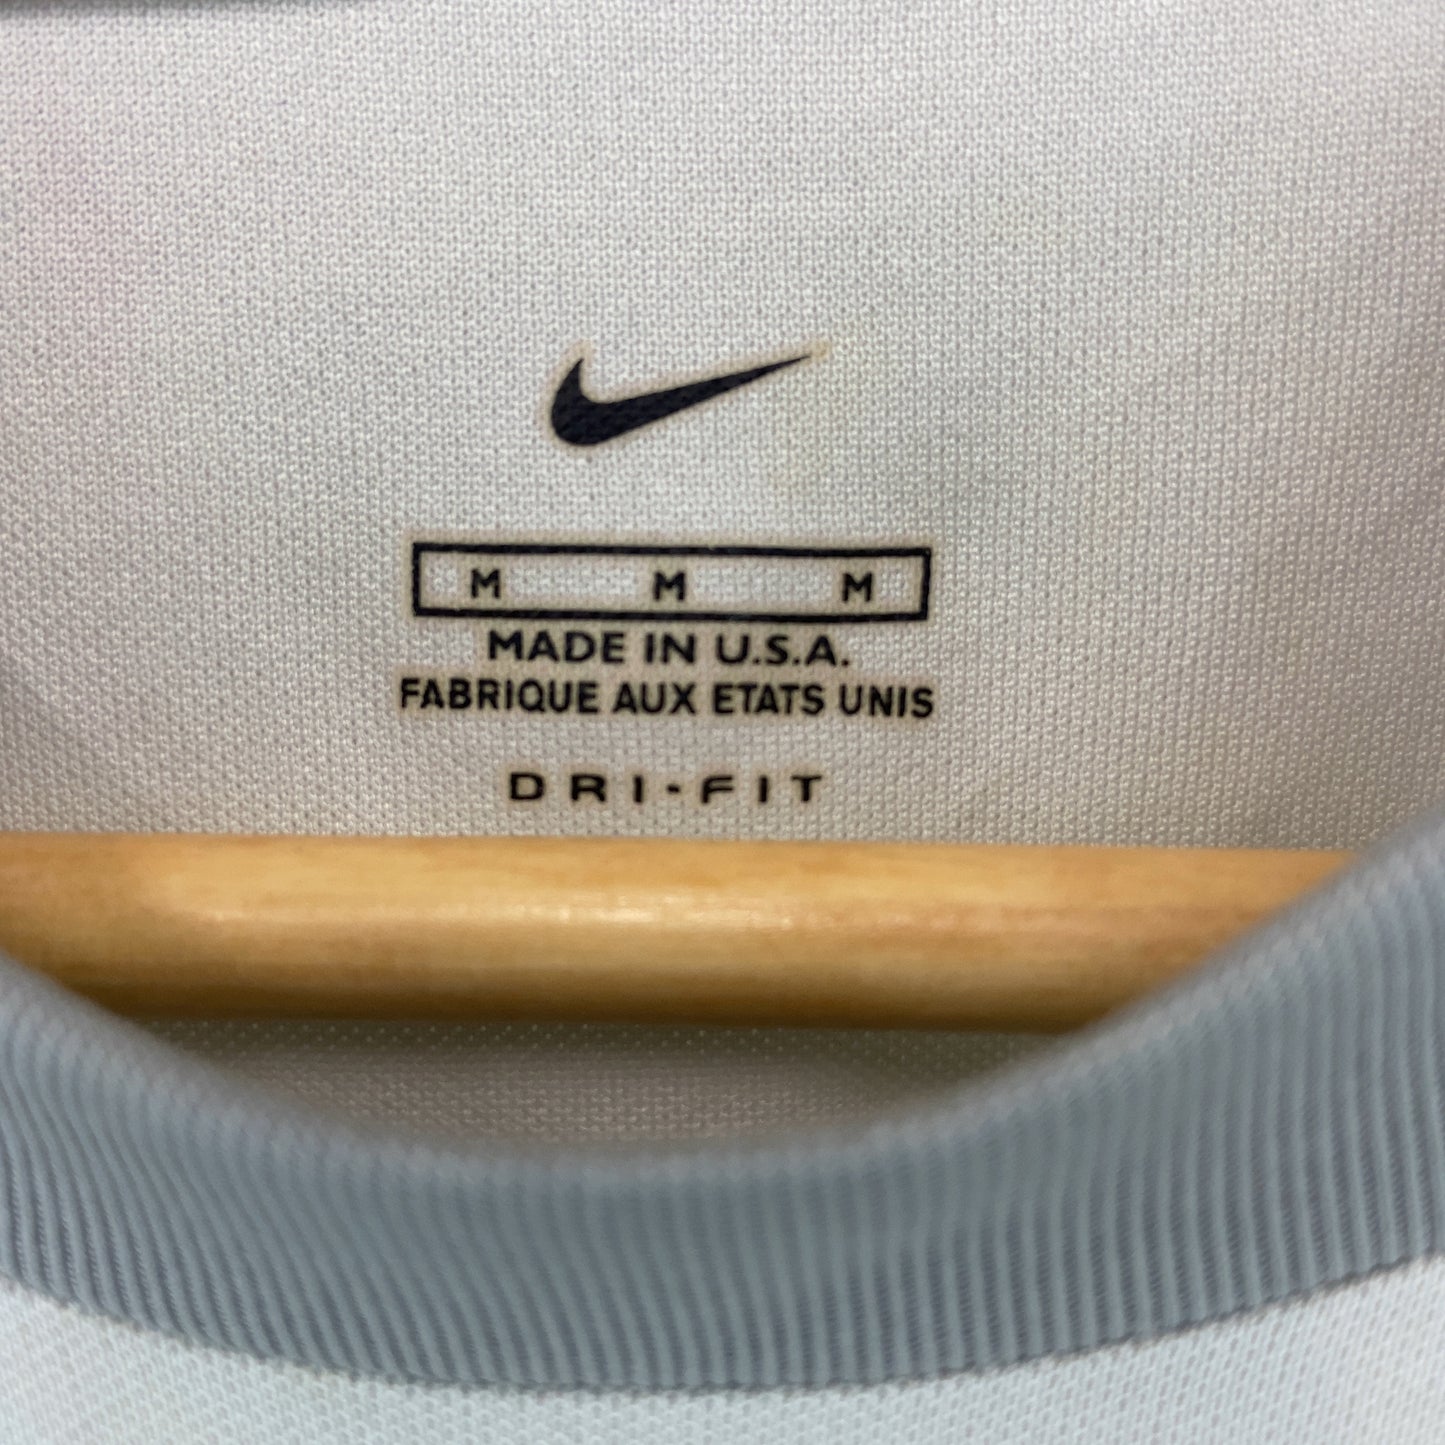 M M M
MADE IN U.S.A.
FABRIQUE AUX ETATS UNIS
DRI-FIT